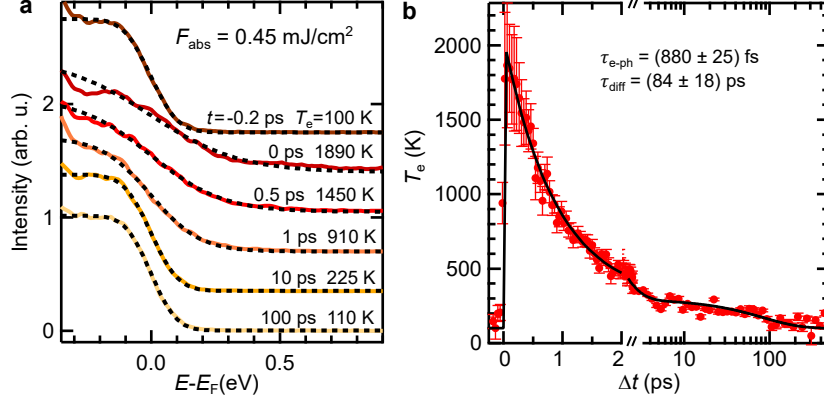 a
F_abs = 0.45 mJ/cm²
t=-0.2 ps T_e=100 K
0 ps 1890 K
0.5 ps 1450 K
1 ps 910 K
10 ps 225 K
100 ps 110 K
Intensity (arb. u.)
2
1
0
0.0
0.5
E-E_F(eV)
b
τ_e-ph = (880 ± 25) fs
τ_diff = (84 ± 18) ps
T_e (K)
2000
1500
1000
500
0
0
1
2
10
100
Δt (ps)